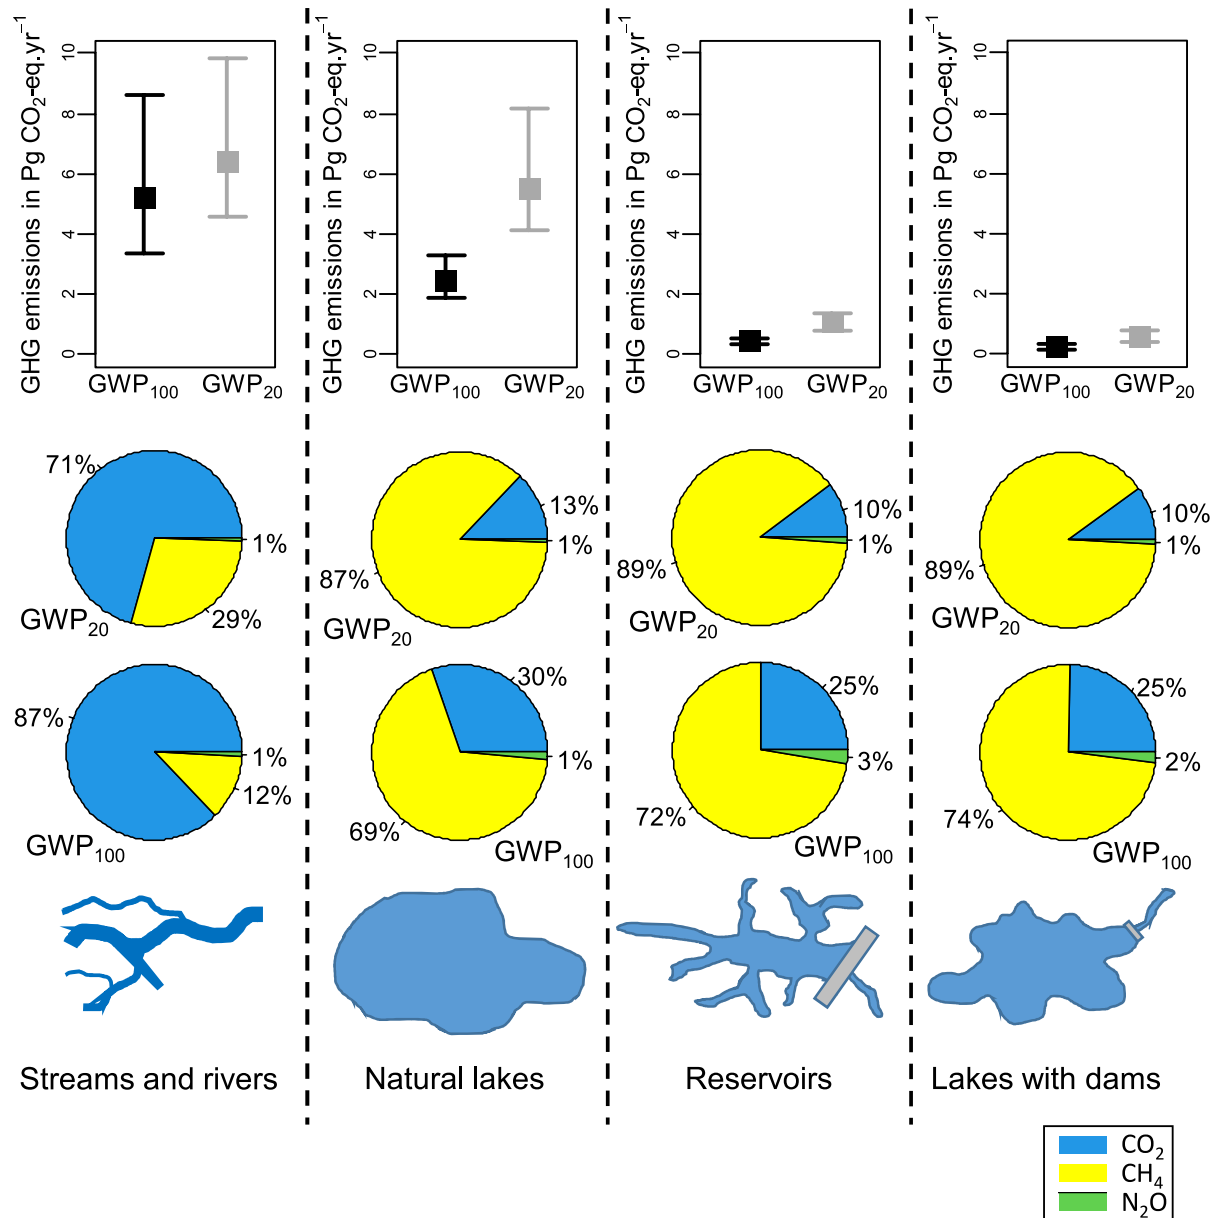 GHG emissions in Pg CO₂-eq.yr⁻¹
10
8
6
4
2
0
GWP₁₀₀
GWP₂₀
GHG emissions in Pg CO₂-eq.yr⁻¹
10
8
6
4
2
0
GWP₁₀₀
GWP₂₀
GHG emissions in Pg CO₂-eq.yr⁻¹
10
8
6
4
2
0
GWP₁₀₀
GWP₂₀
GHG emissions in Pg CO₂-eq.yr⁻¹
10
8
6
4
2
0
GWP₁₀₀
GWP₂₀
71%
1%
29%
GWP₂₀
13%
1%
87%
GWP₂₀
10%
1%
89%
GWP₂₀
10%
1%
89%
GWP₂₀
87%
1%
12%
GWP₁₀₀
30%
1%
69%
GWP₁₀₀
25%
3%
72%
GWP₁₀₀
25%
2%
74%
GWP₁₀₀
Streams and rivers
Natural lakes
Reservoirs
Lakes with dams
CO₂
CH₄
N₂O